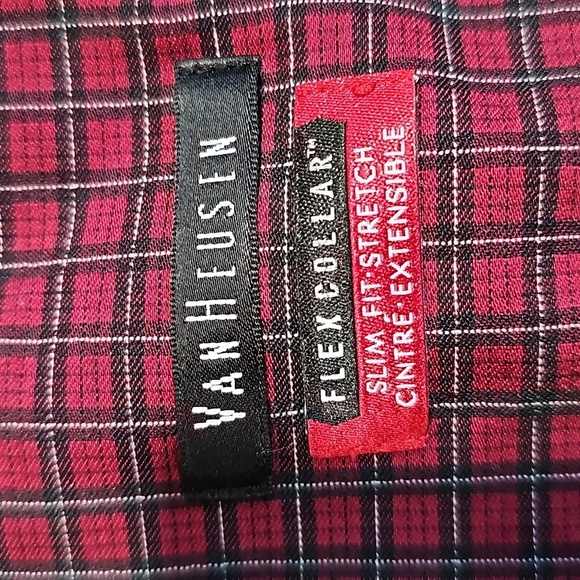 VAN HEUSEN
FLEX COLLAR™
SLIM FIT·STRETCH
CINTRE·EXTENSIBLE